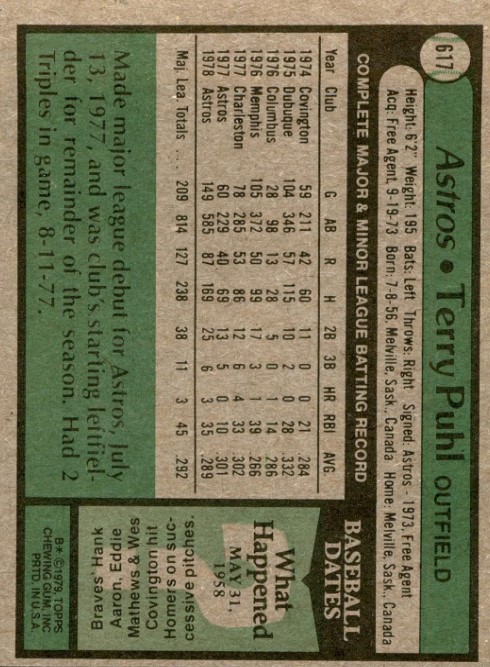 617
Astros • Terry Puhl OUTFIELD
Height: 6'2" Weight: 195 Bats: Left Throws: Right Signed: Astros - 1973, Free Agent
Acq: Free Agent, 9-19-73 Born: 7-8-56, Melville, Sask., Canada Home: Melville, Sask., Canada
COMPLETE MAJOR & MINOR LEAGUE BATTING RECORD
Year Club G AB R H 2B 3B HR RBI AVG.
1974 Covington 59 211 42 60 11 0 0 21 .284
1975 Dubuque 104 346 57 115 10 2 0 28 .332
1976 Columbus 28 98 13 28 5 0 1 14 .286
1976 Memphis 105 372 50 99 17 3 1 39 .266
1977 Charleston 78 285 53 86 12 6 4 33 .302
1977 Astros 60 229 40 69 13 5 0 10 .301
1978 Astros 149 585 87 169 25 6 3 35 .289
Maj. Lea. Totals .... 209 814 127 238 38 11 3 45 .292
Made major league debut for Astros, July
13, 1977, and was club's starting leftfiel-
der for remainder of the season. Had 2
Triples in game, 8-11-77.
BASEBALL
DATES
What
Happened
MAY 31,
1958
Homers on suc-
cessive pitches.
Covington hit
Mathews & Wes
Aaron, Eddie
Braves' Hank
B* © 1979, TOPPS
CHEWING GUM, INC
PRTD. IN U.S.A.